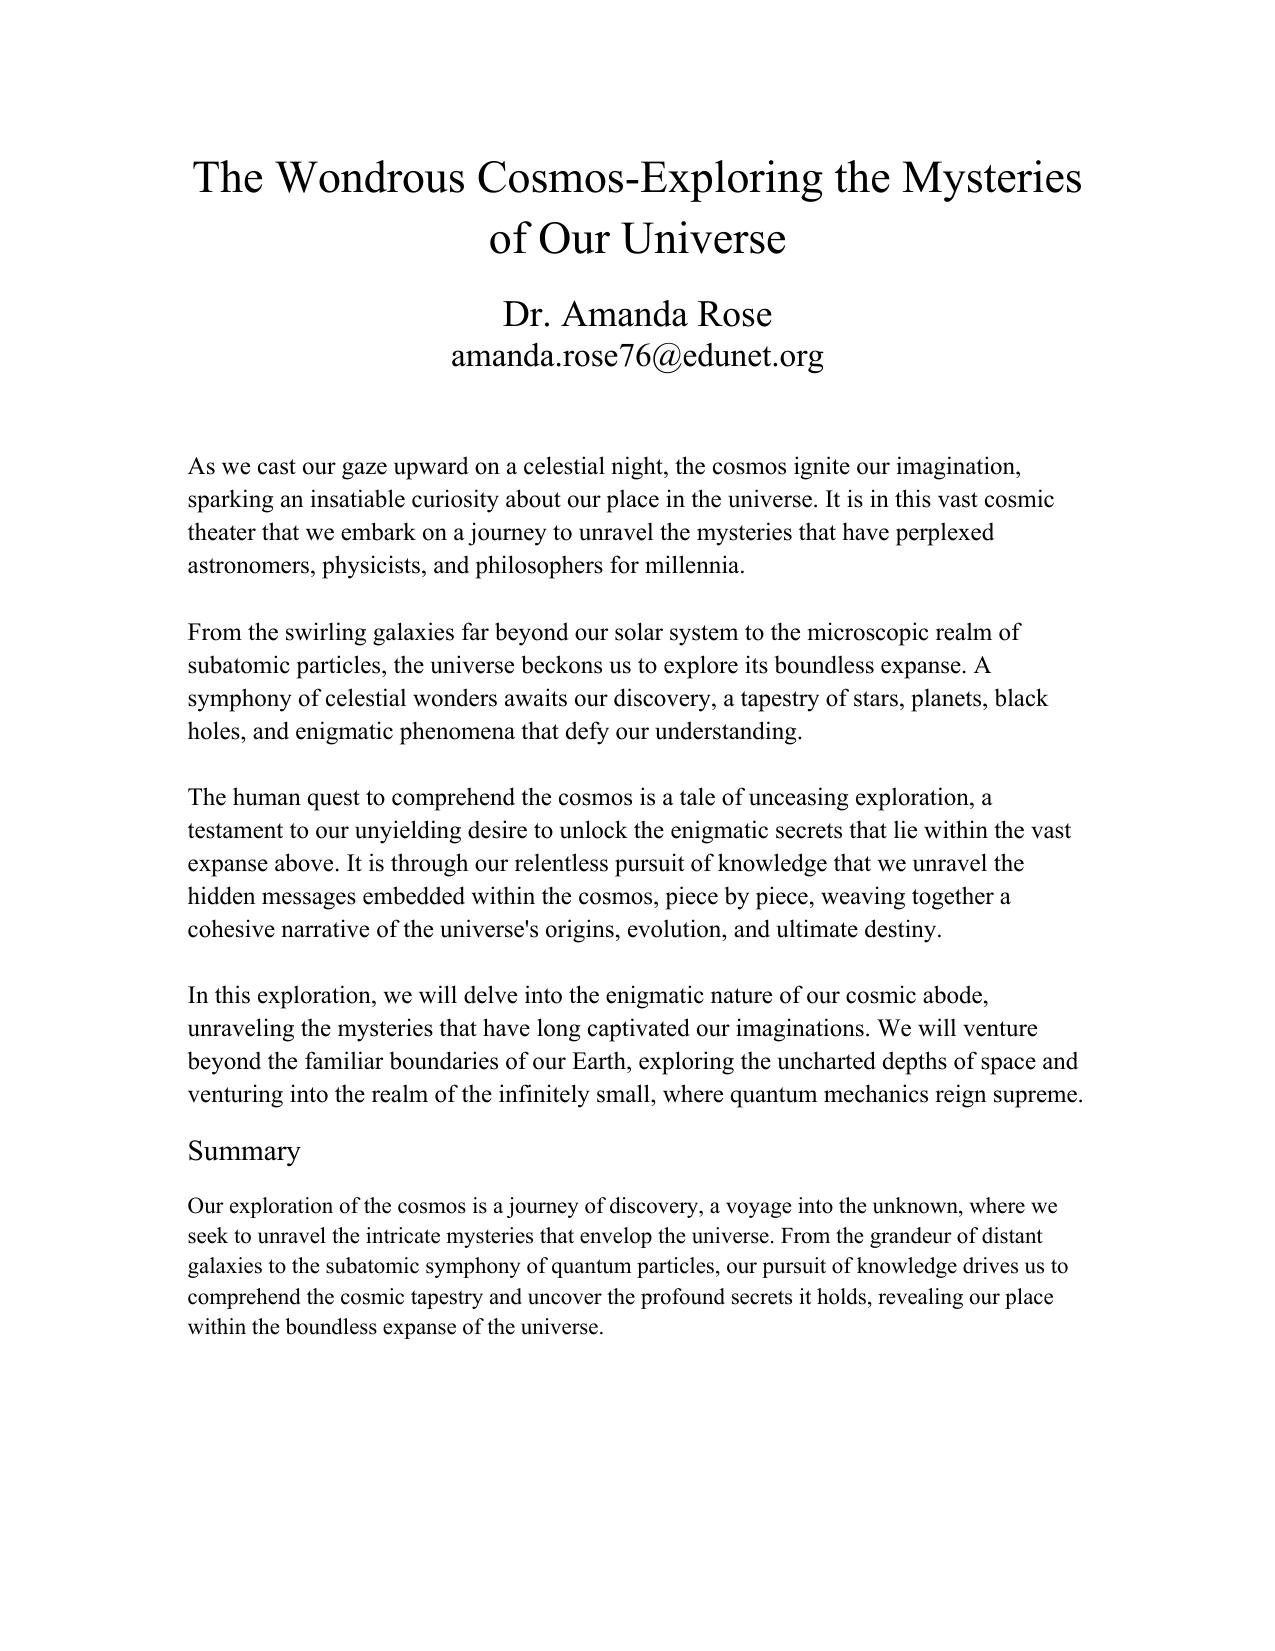 The Wondrous Cosmos-Exploring the Mysteries
of Our Universe
Dr. Amanda Rose
amanda.rose76@edunet.org
As we cast our gaze upward on a celestial night, the cosmos ignite our imagination,
sparking an insatiable curiosity about our place in the universe. It is in this vast cosmic
theater that we embark on a journey to unravel the mysteries that have perplexed
astronomers, physicists, and philosophers for millennia.
From the swirling galaxies far beyond our solar system to the microscopic realm of
subatomic particles, the universe beckons us to explore its boundless expanse. A
symphony of celestial wonders awaits our discovery, a tapestry of stars, planets, black
holes, and enigmatic phenomena that defy our understanding.
The human quest to comprehend the cosmos is a tale of unceasing exploration, a
testament to our unyielding desire to unlock the enigmatic secrets that lie within the vast
expanse above. It is through our relentless pursuit of knowledge that we unravel the
hidden messages embedded within the cosmos, piece by piece, weaving together a
cohesive narrative of the universe's origins, evolution, and ultimate destiny.
In this exploration, we will delve into the enigmatic nature of our cosmic abode,
unraveling the mysteries that have long captivated our imaginations. We will venture
beyond the familiar boundaries of our Earth, exploring the uncharted depths of space and
venturing into the realm of the infinitely small, where quantum mechanics reign supreme.
Summary
Our exploration of the cosmos is a journey of discovery, a voyage into the unknown, where we
seek to unravel the intricate mysteries that envelop the universe. From the grandeur of distant
galaxies to the subatomic symphony of quantum particles, our pursuit of knowledge drives us to
comprehend the cosmic tapestry and uncover the profound secrets it holds, revealing our place
within the boundless expanse of the universe.